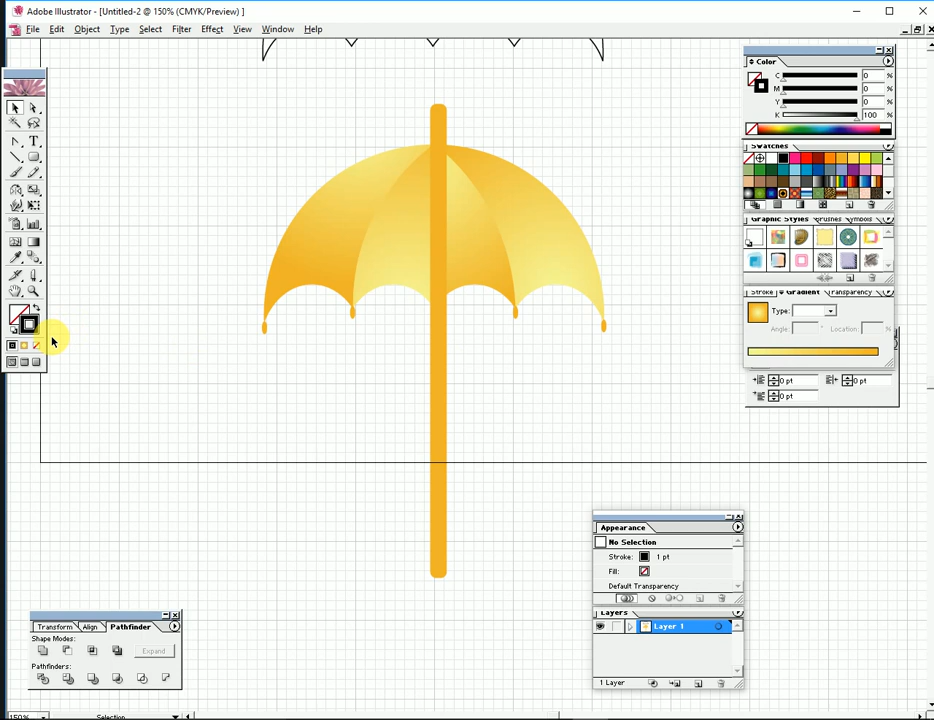 Adobe Illustrator - [Untitled-2 @ 150% (CMYK/Preview) ]
File Edit Object Type Select Filter Effect View Window Help
Color
C 0 %
M 0 %
Y 0 %
K 100 %
Swatches
Graphic Styles Brushes Symbols
Stroke Gradient Transparency
Type:
Angle: ° Location: %
0 pt 0 pt
0 pt
Appearance
No Selection
Stroke: 1 pt
Fill:
Default Transparency
Layers
Layer 1
1 Layer
Transform Align Pathfinder
Shape Modes:
Expand
Pathfinders:
150% Selection
T